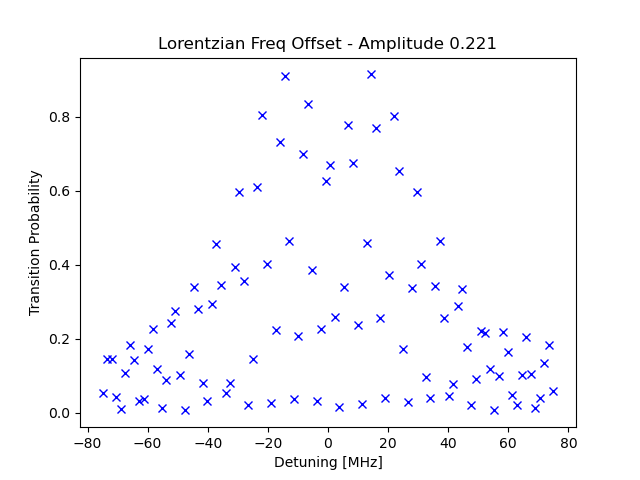 Lorentzian Freq Offset - Amplitude 0.221
Transition Probability
0.8
0.6
0.4
0.2
0.0
−80 −60 −40 −20 0 20 40 60 80
Detuning [MHz]